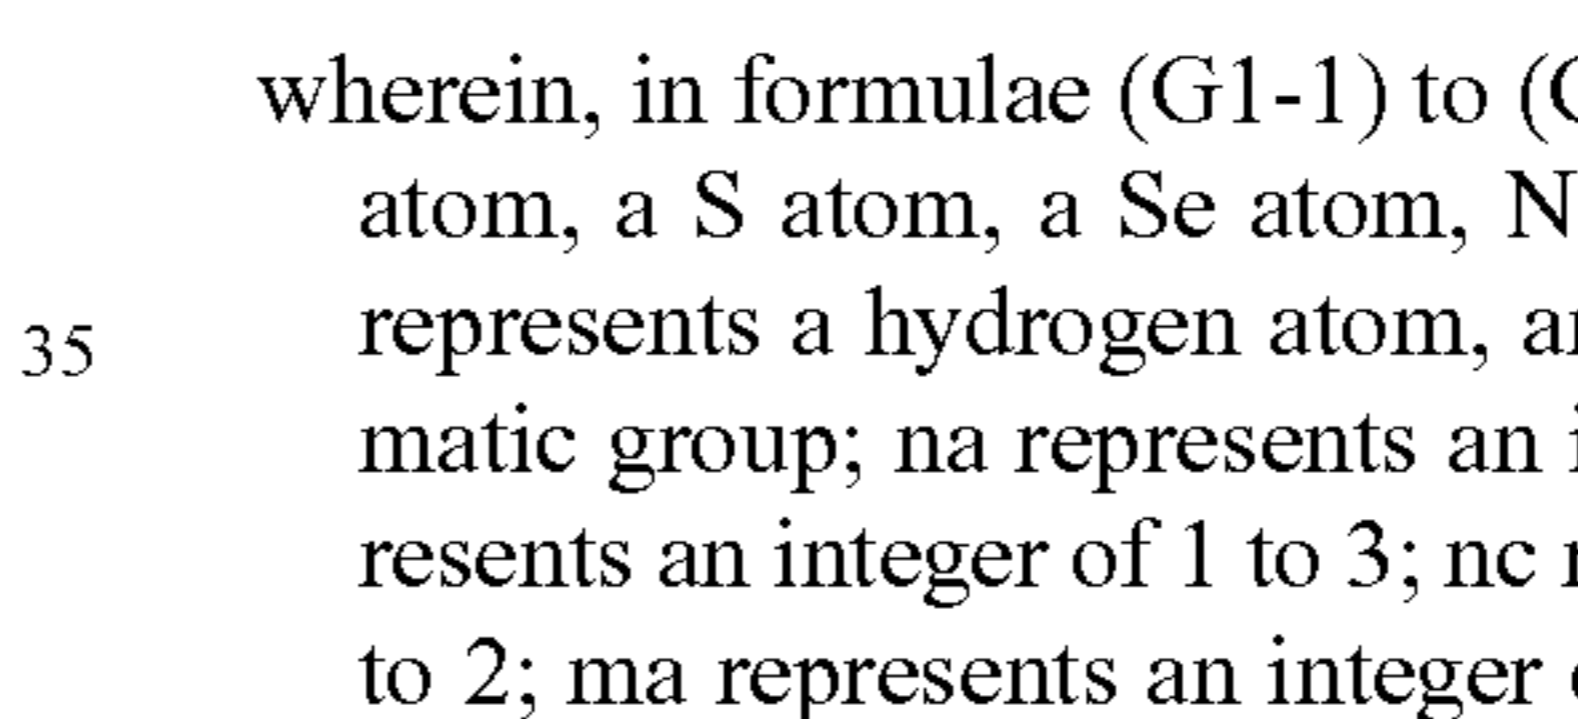 wherein, in formulae (G1-1) to
atom, a S atom, a Se atom,
represents a hydrogen atom,
35
matic group; na represents an
resents an integer of 1 to 3; nc
to 2; ma represents an integer